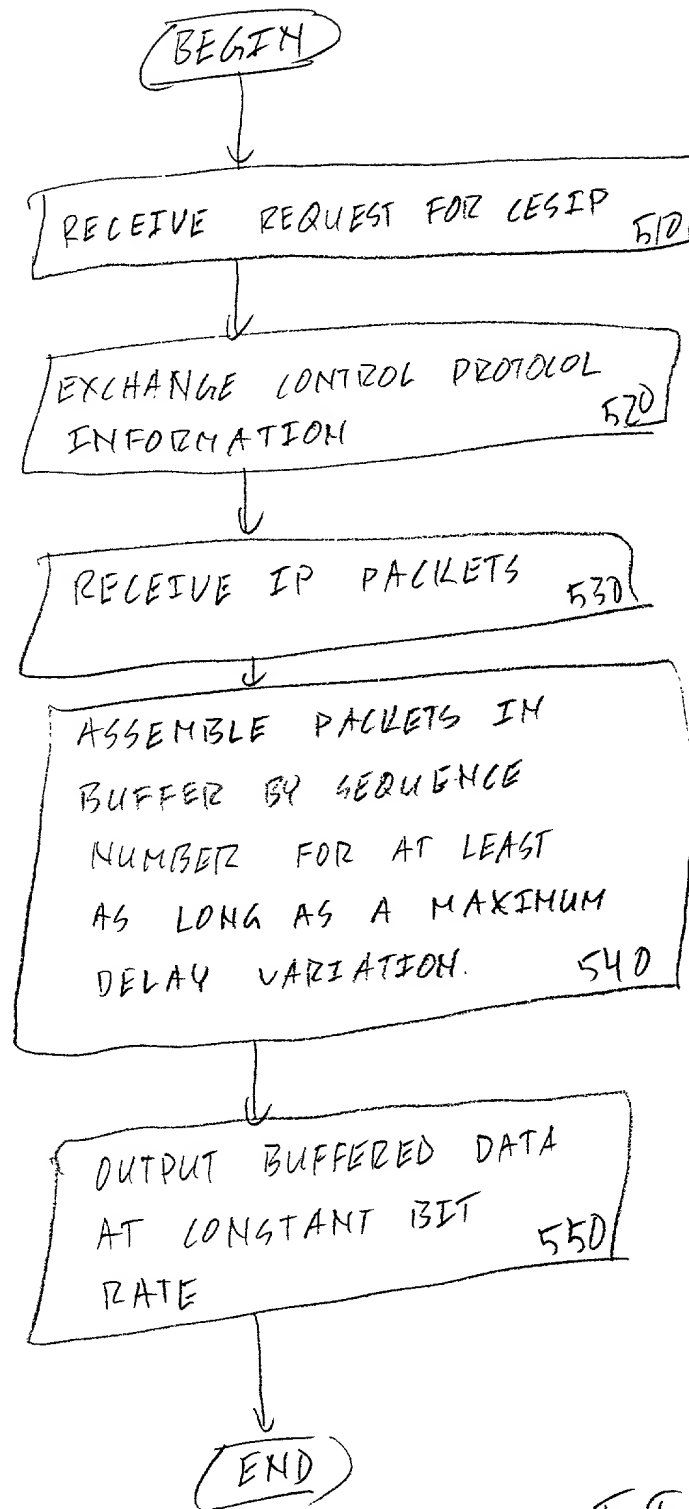 BEGIN
RECEIVE REQUEST FOR CESIP 510
EXCHANGE CONTROL PROTOCOL
INFORMATION 520
RECEIVE IP PACKETS 530
ASSEMBLE PACKETS IN
BUFFER BY SEQUENCE
NUMBER FOR AT LEAST
AS LONG AS A MAXIMUM
DELAY VARIATION. 540
OUTPUT BUFFERED DATA
AT CONSTANT BIT
RATE 550
END